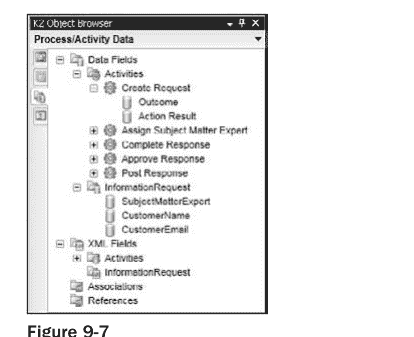 K2 Object Browser
Process/Activity Data
Data Fields
Activities
Create Request
Outcome
Action Result
Assign Subject Matter Expert
Complete Response
Approve Response
Post Response
InformationRequest
SubjectMatterExpert
CustomerName
CustomerEmail
XML Fields
Activities
InformationRequest
Associations
References
Figure 9-7